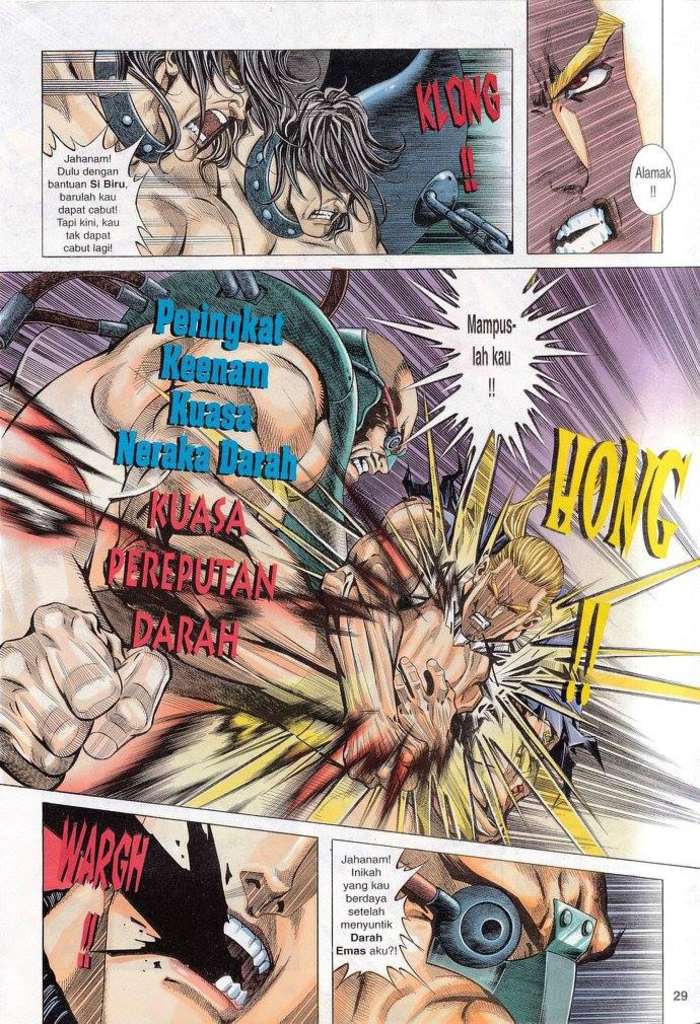 Jahanam!
Dulu dengan
bantuan Si Biru,
barulah kau
dapat cabut!
Tapi kini, kau
tak dapat
cabut lagi!
KLONG
!!
Alamak
!!
Peringkat
Keenam
Kuasa
Neraka Darah
KUASA
PEREPUTAN
DARAH
Mampus-
lah kau
!!
HONG
!!
WARGH
!!
Jahanam!
Inikah
yang kau
berdaya
setelah
menyuntik
Darah
Emas aku?!
29